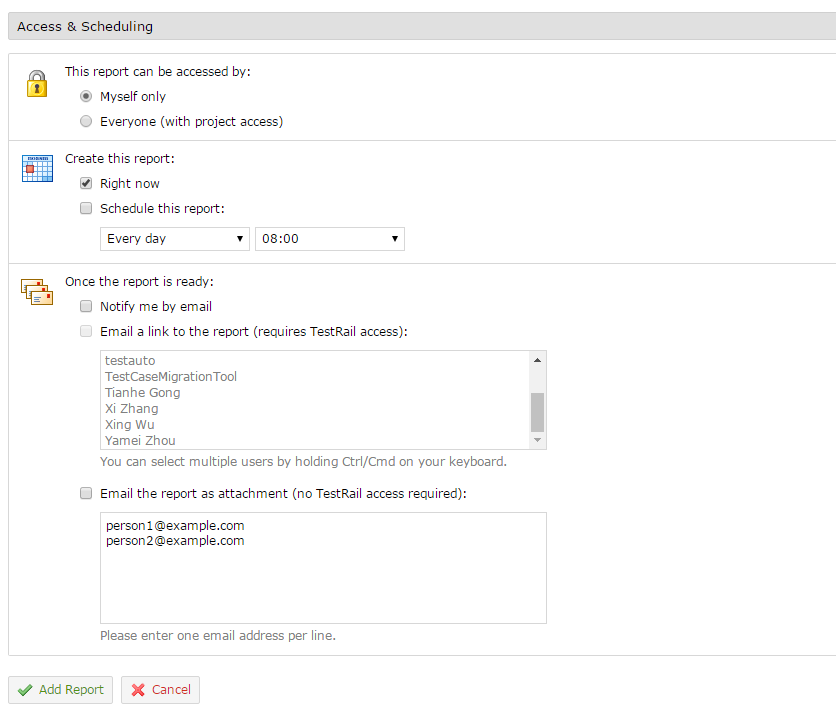 Access & Scheduling
This report can be accessed by:
Myself only
Everyone (with project access)
Create this report:
Right now
Schedule this report:
Every day 08:00
Once the report is ready:
Notify me by email
Email a link to the report (requires TestRail access):
testauto
TestCaseMigrationTool
Tianhe Gong
Xi Zhang
Xing Wu
Yamei Zhou
You can select multiple users by holding Ctrl/Cmd on your keyboard.
Email the report as attachment (no TestRail access required):
person1@example.com
person2@example.com
Please enter one email address per line.
Add Report Cancel